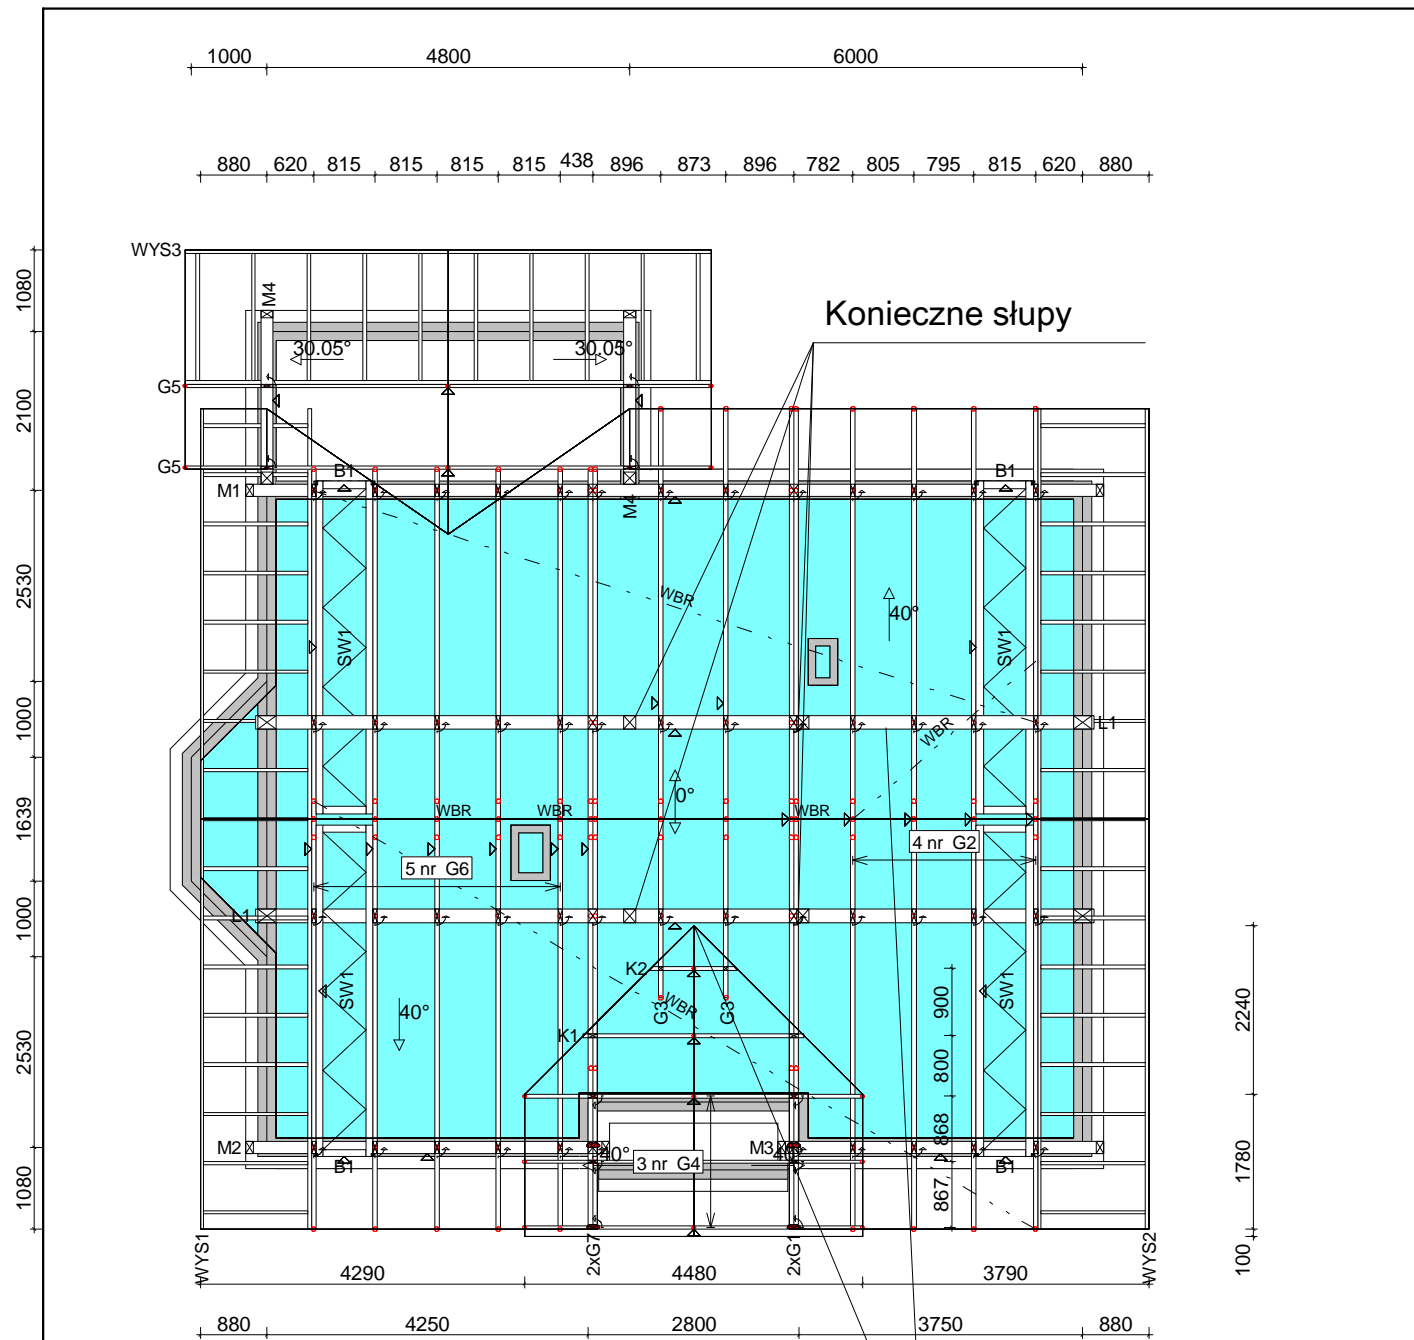 1000 4800 6000
880 620 815 815 815 815 438 896 873 896 782 805 795 815 620 880
WYS3
1080
M4
Konieczne słupy
30.05° 30.05°
G5
2100
G5
B1 B1
M1
M4
2530
WBR
40°
SW1 SW1
1000
L1
WBR
0°
1639
WBR WBR WBR
5 nr G6
4 nr G2
1000
L1
K2
900
2240
SW1 SW1
G3 G3
WBR
40°
K1
2530
800
868
M2 M3
B1 B1
40° 40°
3 nr G4
1780
1080
867
WYS1 2xG7 2xG1 WYS2
100
4290 4480 3790
880 4250 2800 3750 880